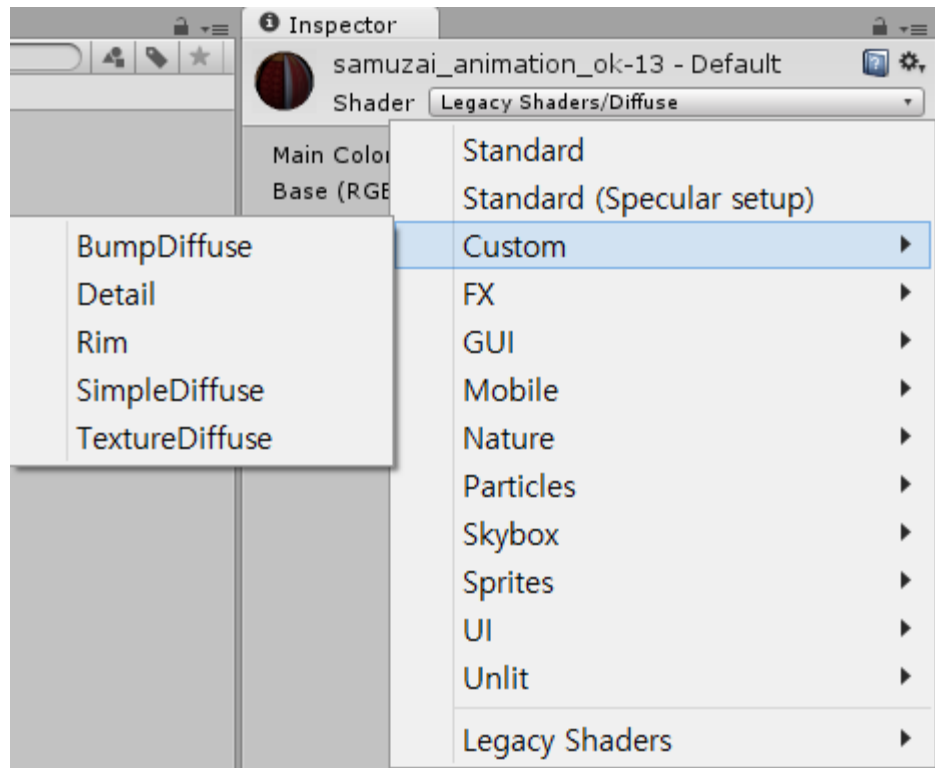 Inspector
samuzai_animation_ok-13 - Default
Shader Legacy Shaders/Diffuse
Main Color
Base (RGB
Standard
Standard (Specular setup)
Custom
FX
GUI
Mobile
Nature
Particles
Skybox
Sprites
UI
Unlit
Legacy Shaders
BumpDiffuse
Detail
Rim
SimpleDiffuse
TextureDiffuse